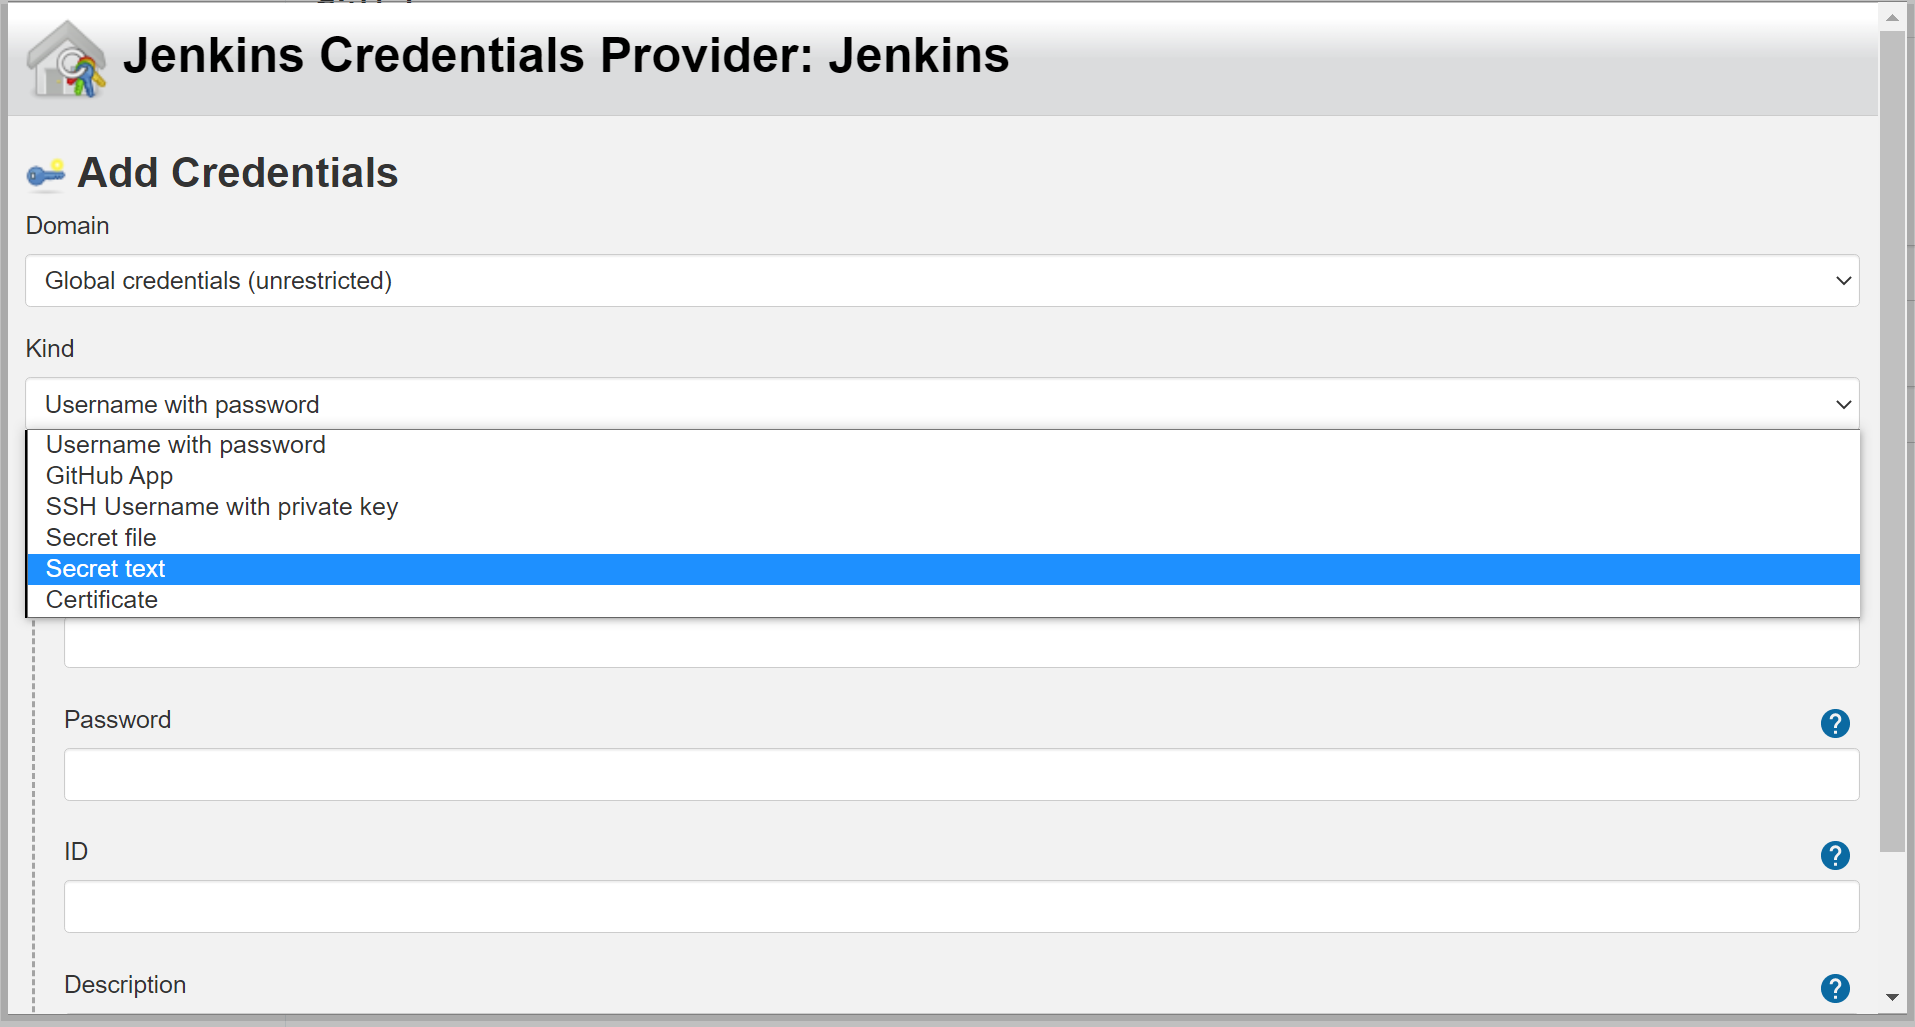 Jenkins Credentials Provider: Jenkins
Add Credentials
Domain
Global credentials (unrestricted)
Kind
Username with password
Username with password
GitHub App
SSH Username with private key
Secret file
Secret text
Certificate
Password
?
ID
?
Description
?